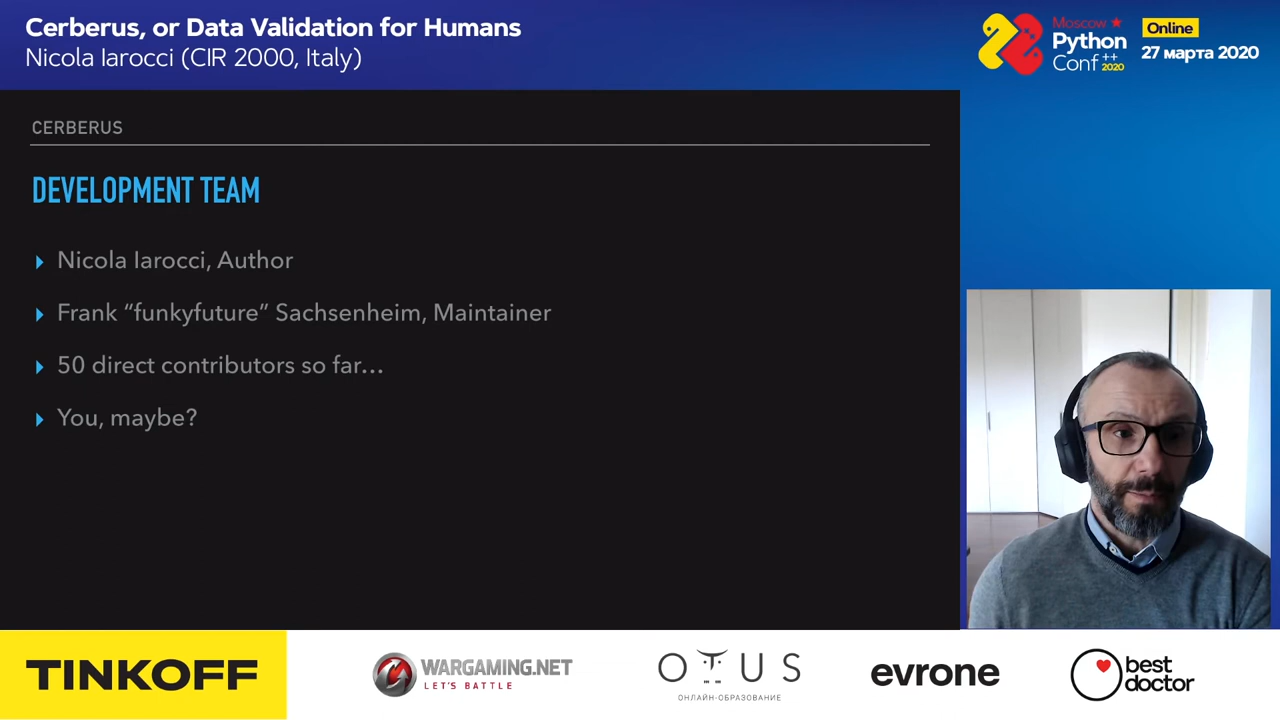 Cerberus, or Data Validation for Humans
Nicola Iarocci (CIR 2000, Italy)
Moscow
Python
Conf++
2020
Online
27 марта 2020
CERBERUS
DEVELOPMENT TEAM
Nicola Iarocci, Author
Frank “funkyfuture” Sachsenheim, Maintainer
50 direct contributors so far…
You, maybe?
TINKOFF
WARGAMING.NET
LET'S BATTLE
OTUS
ОНЛАЙН-ОБРАЗОВАНИЕ
evrone
best
doctor